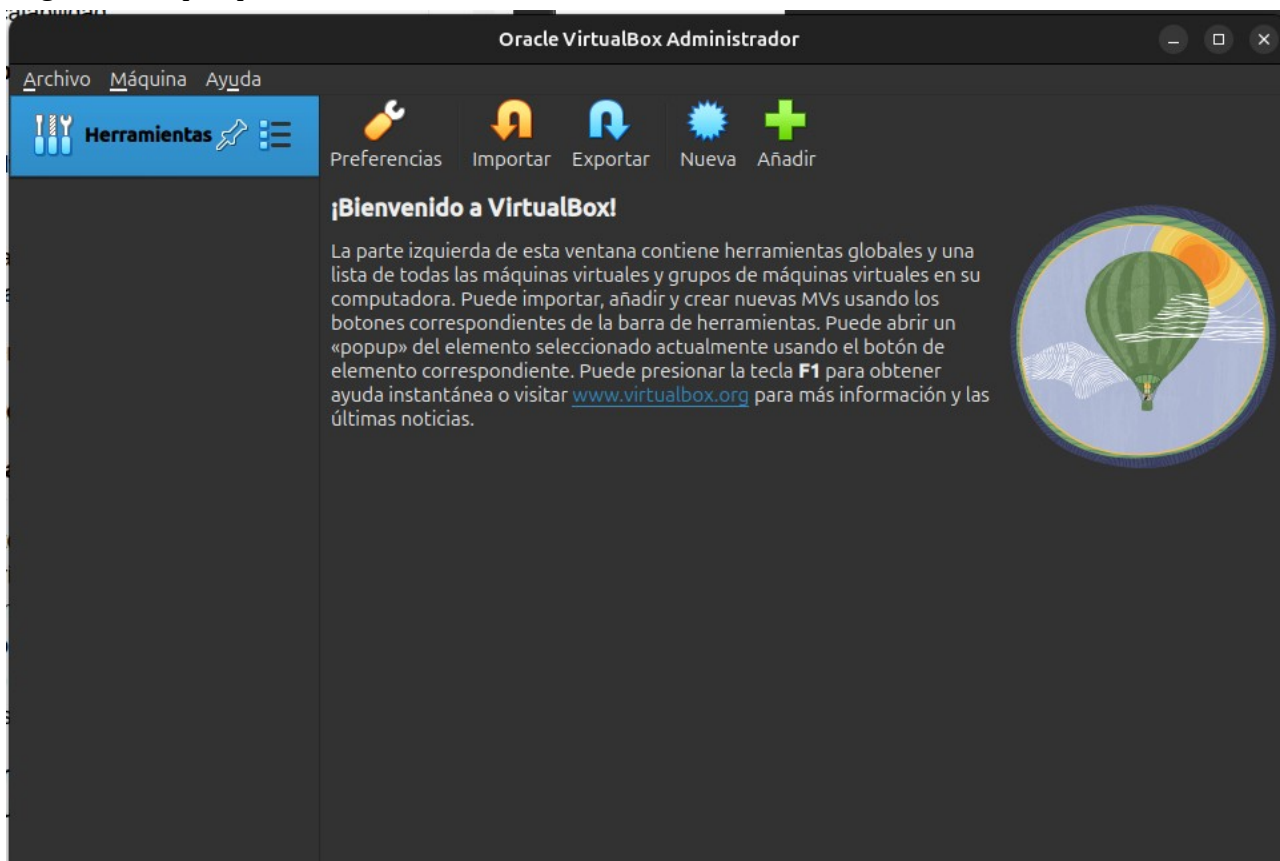 Oracle VirtualBox Administrador
Archivo Máquina Ayuda
Herramientas
Preferencias Importar Exportar Nueva Añadir
¡Bienvenido a VirtualBox!
La parte izquierda de esta ventana contiene herramientas globales y una
lista de todas las máquinas virtuales y grupos de máquinas virtuales en su
computadora. Puede importar, añadir y crear nuevas MVs usando los
botones correspondientes de la barra de herramientas. Puede abrir un
«popup» del elemento seleccionado actualmente usando el botón de
elemento correspondiente. Puede presionar la tecla F1 para obtener
ayuda instantánea o visitar www.virtualbox.org para más información y las
últimas noticias.